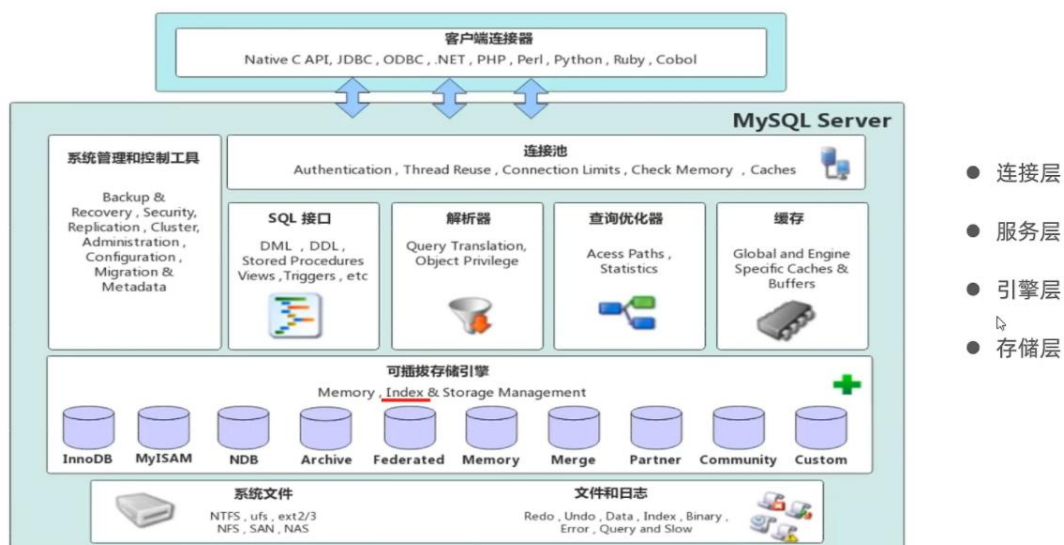 客户端连接器
Native C API, JDBC , ODBC , .NET , PHP , Perl , Python , Ruby , Cobol
MySQL Server
系统管理和控制工具
Backup &
Recovery , Security,
Replication , Cluster,
Administration ,
Configuration ,
Migration &
Metadata
连接池
Authentication , Thread Reuse , Connection Limits , Check Memory , Caches
SQL 接口
DML , DDL ,
Stored Procedures
Views , Triggers , etc
解析器
Query Translation,
Object Privilege
查询优化器
Acess Paths ,
Statistics
缓存
Global and Engine
Specific Caches &
Buffers
可插拔存储引擎
Memory , Index & Storage Management
InnoDB
MyISAM
NDB
Archive
Federated
Memory
Merge
Partner
Community
Custom
系统文件
NTFS , ufs , ext2/3
NFS , SAN , NAS
文件和日志
Redo , Undo , Data , Index , Binary ,
Error , Query and Slow
连接层
服务层
引擎层
存储层